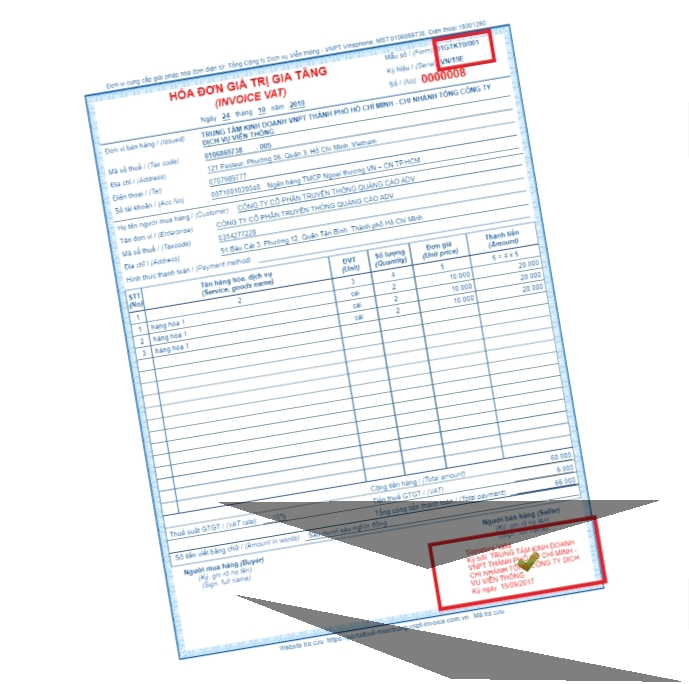 Đơn vị cung cấp giải pháp hóa đơn điện tử: Tổng Công ty Dịch vụ Viễn thông - VNPT Vinaphone, MST 0106869738, Điện thoại: 18001260
HÓA ĐƠN GIÁ TRỊ GIA TĂNG
(INVOICE VAT)
Ngày 24 tháng 10 năm 2019
Mẫu số / (Form) 01GTKT0/001
Ký hiệu / (Serial) VN/19E
Số / (No) 0000008
Đơn vị bán hàng / (Issued) TRUNG TÂM KINH DOANH VNPT THÀNH PHỐ HỒ CHÍ MINH - CHI NHÁNH TỔNG CÔNG TY
DỊCH VỤ VIỄN THÔNG
Mã số thuế / (Tax code) 0106869738 -005
Địa chỉ / (Address) 121 Pasteur, Phường 06, Quận 3, Hồ Chí Minh, Vietnam
Điện thoại / (Tel) 0707989777
Số tài khoản / (Acc No) Ngân hàng TMCP Ngoại thương VN – CN TP.HCM
Họ tên người mua hàng / (Customer) CÔNG TY CỔ PHẦN TRUYỀN THÔNG QUẢNG CÁO ADV
Tên đơn vị / (Enterprise) CÔNG TY CỔ PHẦN TRUYỀN THÔNG QUẢNG CÁO ADV
Mã số thuế / (Taxcode) 0314277226
Địa chỉ / (Address) 51 Bàu Cát 3, Phường 12, Quận Tân Bình, Thành phố Hồ Chí Minh
Hình thức thanh toán / (Payment method)
STT (No) Tên hàng hóa, dịch vụ (Service, goods name) ĐVT (Unit) Số lượng (Quantity) Đơn giá (Unit price) Thành tiền (Amount)
1 2 3 4 5 6 = 4 x 5
1 hàng hóa 1 cái 2 10.000 20.000
2 hàng hóa 1 cái 2 10.000 20.000
3 hàng hóa 1 cái 2 10.000 20.000
Cộng tiền hàng / (Total amount) 60.000
Thuế suất GTGT / (VAT rate) 10% Tiền thuế GTGT / (VAT) 6.000
Tổng cộng tiền thanh toán / (Total payment) 66.000
Số tiền viết bằng chữ / (Amount in words) Sáu mươi sáu nghìn đồng
Người mua hàng (Buyer)
(Ký, ghi rõ họ tên)
(Sign, full name)
Người bán hàng (Saller)
(Ký, ghi rõ họ tên)
(Sign, full name)
Ký bởi: TRUNG TÂM KINH DOANH
VNPT THÀNH PHỐ HỒ CHÍ MINH -
CHI NHÁNH TỔNG CÔNG TY DỊCH
VỤ VIỄN THÔNG
Ký ngày 15/09/2017
Website tra cứu: Mã tra cứu: